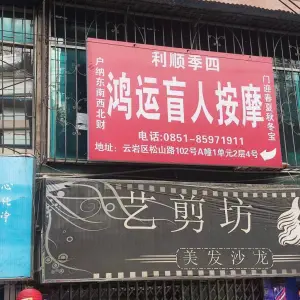 利顺季四
户纳东南西北财
鸿运盲人按摩
门迎春夏秋冬宝
电话:0851-85971911
地址：云岩区松山路102号A幢1单元2层4号
艺剪坊
美发沙龙